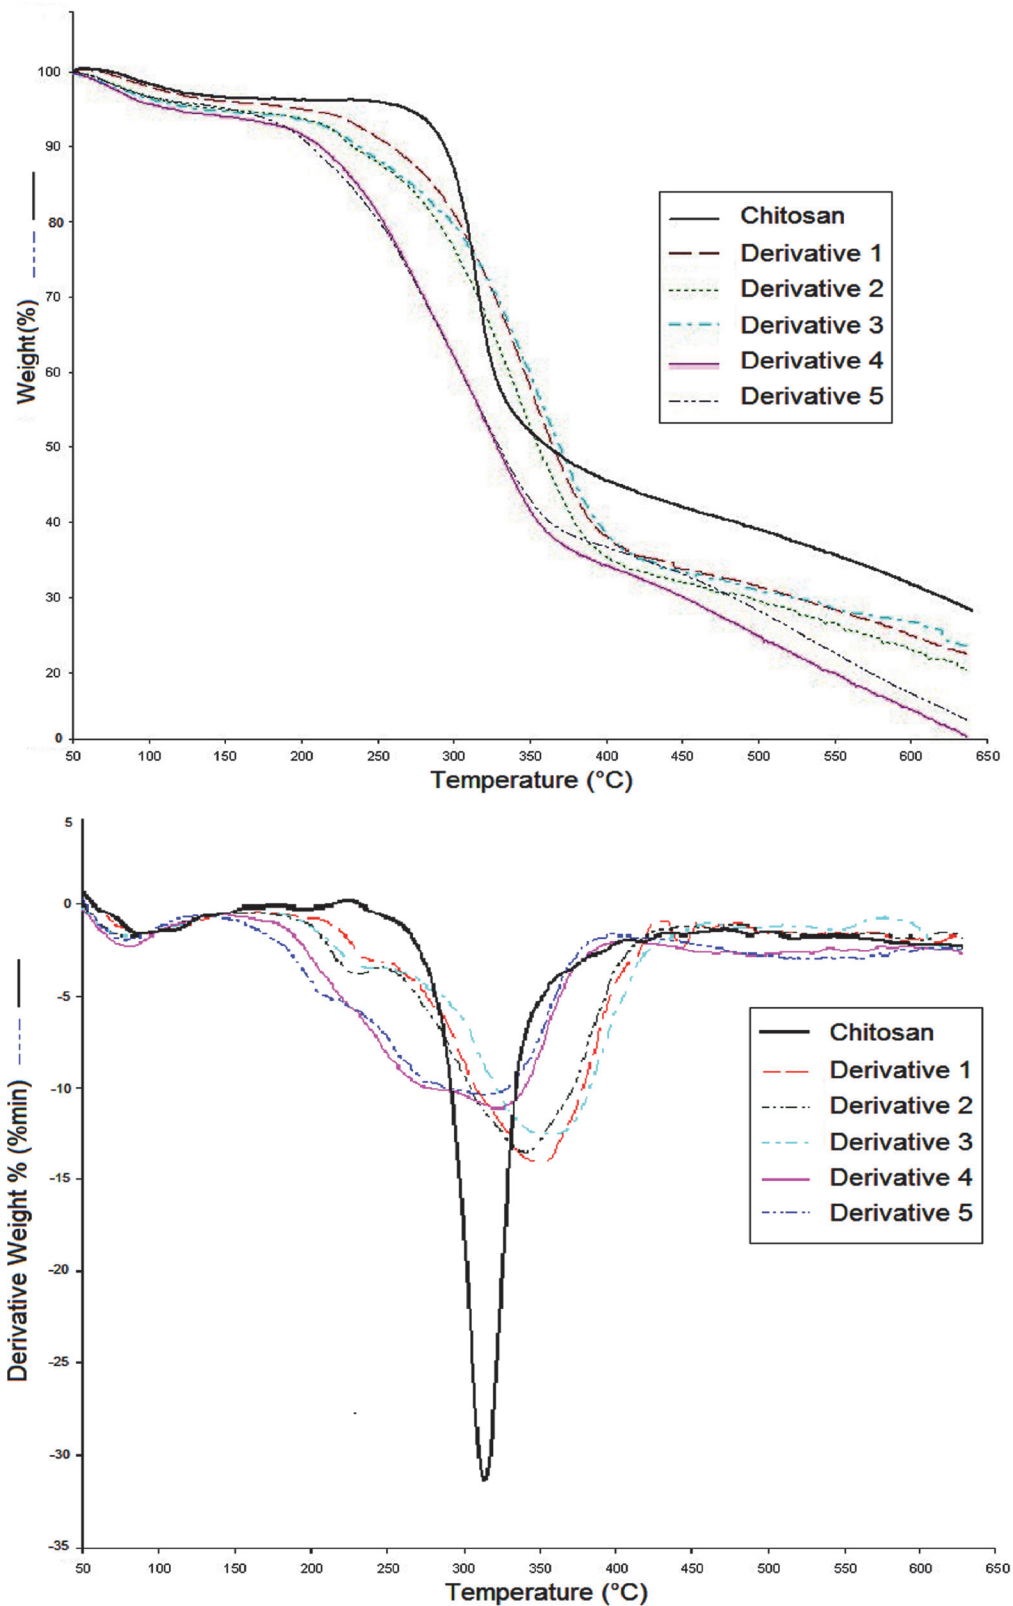 100
90
80
70
60
50
40
30
20
0
Weight(%)
Chitosan
Derivative 1
Derivative 2
Derivative 3
Derivative 4
Derivative 5
50 100 150 200 250 300 350 400 450 500 550 600 650
Temperature (°C)
5
0
-5
-10
-15
-20
-25
-30
-35
Derivative Weight % (%min)
Chitosan
Derivative 1
Derivative 2
Derivative 3
Derivative 4
Derivative 5
50 100 150 200 250 300 350 400 450 500 550 600 650
Temperature (°C)